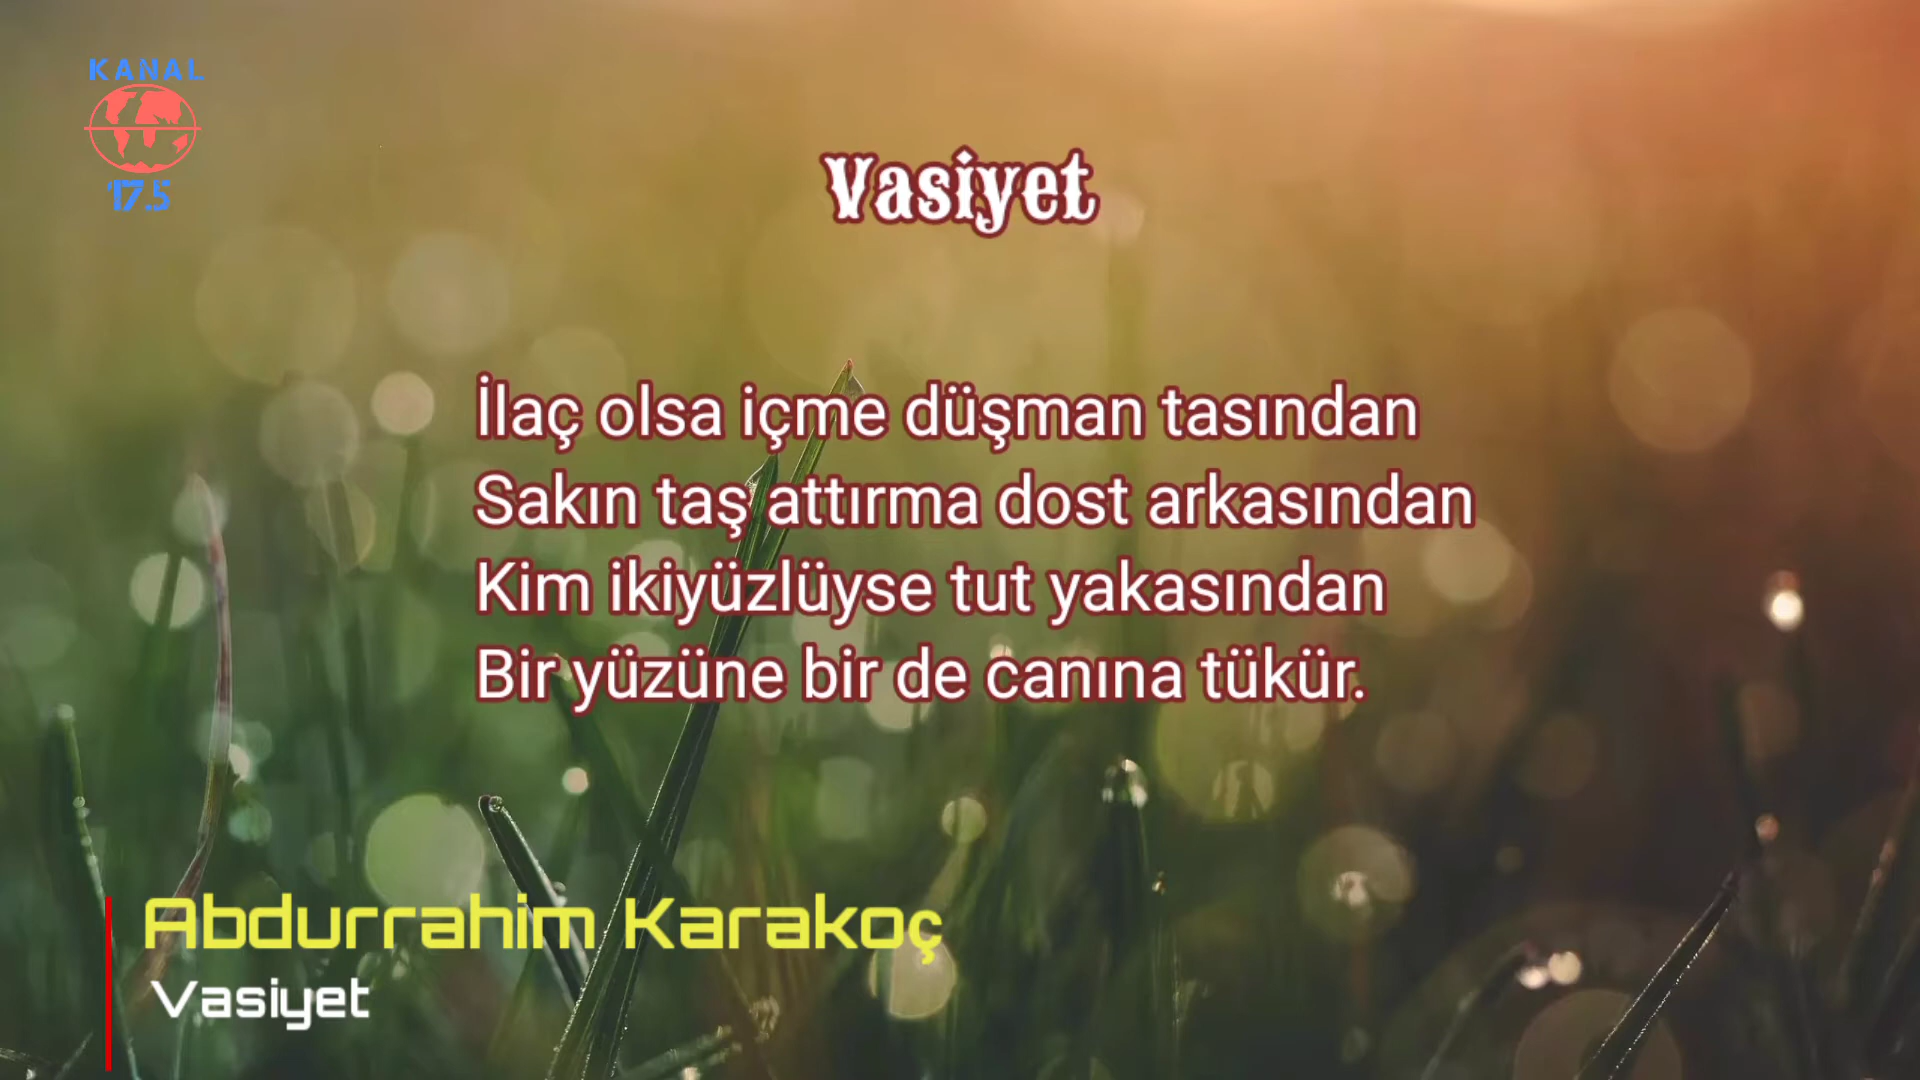 KANAL
17.5
Vasiyet
İlaç olsa içme düşman tasından
Sakın taş attırma dost arkasından
Kim ikiyüzlüyse tut yakasından
Bir yüzüne bir de canına tükür.
Abdurrahim Karakoç
Vasiyet